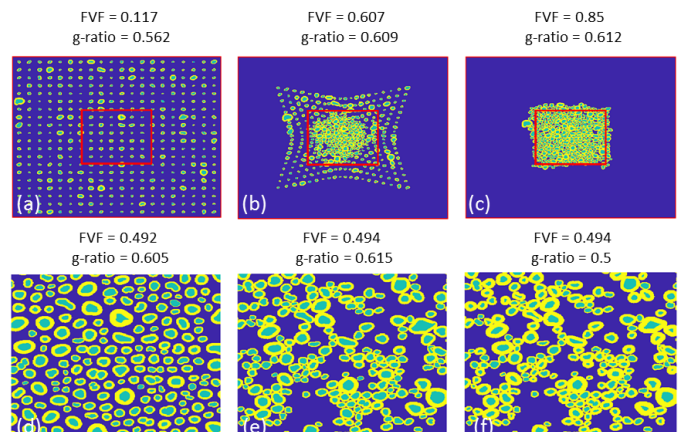 FVF = 0.117
g-ratio = 0.562
FVF = 0.607
g-ratio = 0.609
FVF = 0.85
g-ratio = 0.612
(a)
(b)
(c)
FVF = 0.492
g-ratio = 0.605
FVF = 0.494
g-ratio = 0.615
FVF = 0.494
g-ratio = 0.5
(d)
(e)
(f)